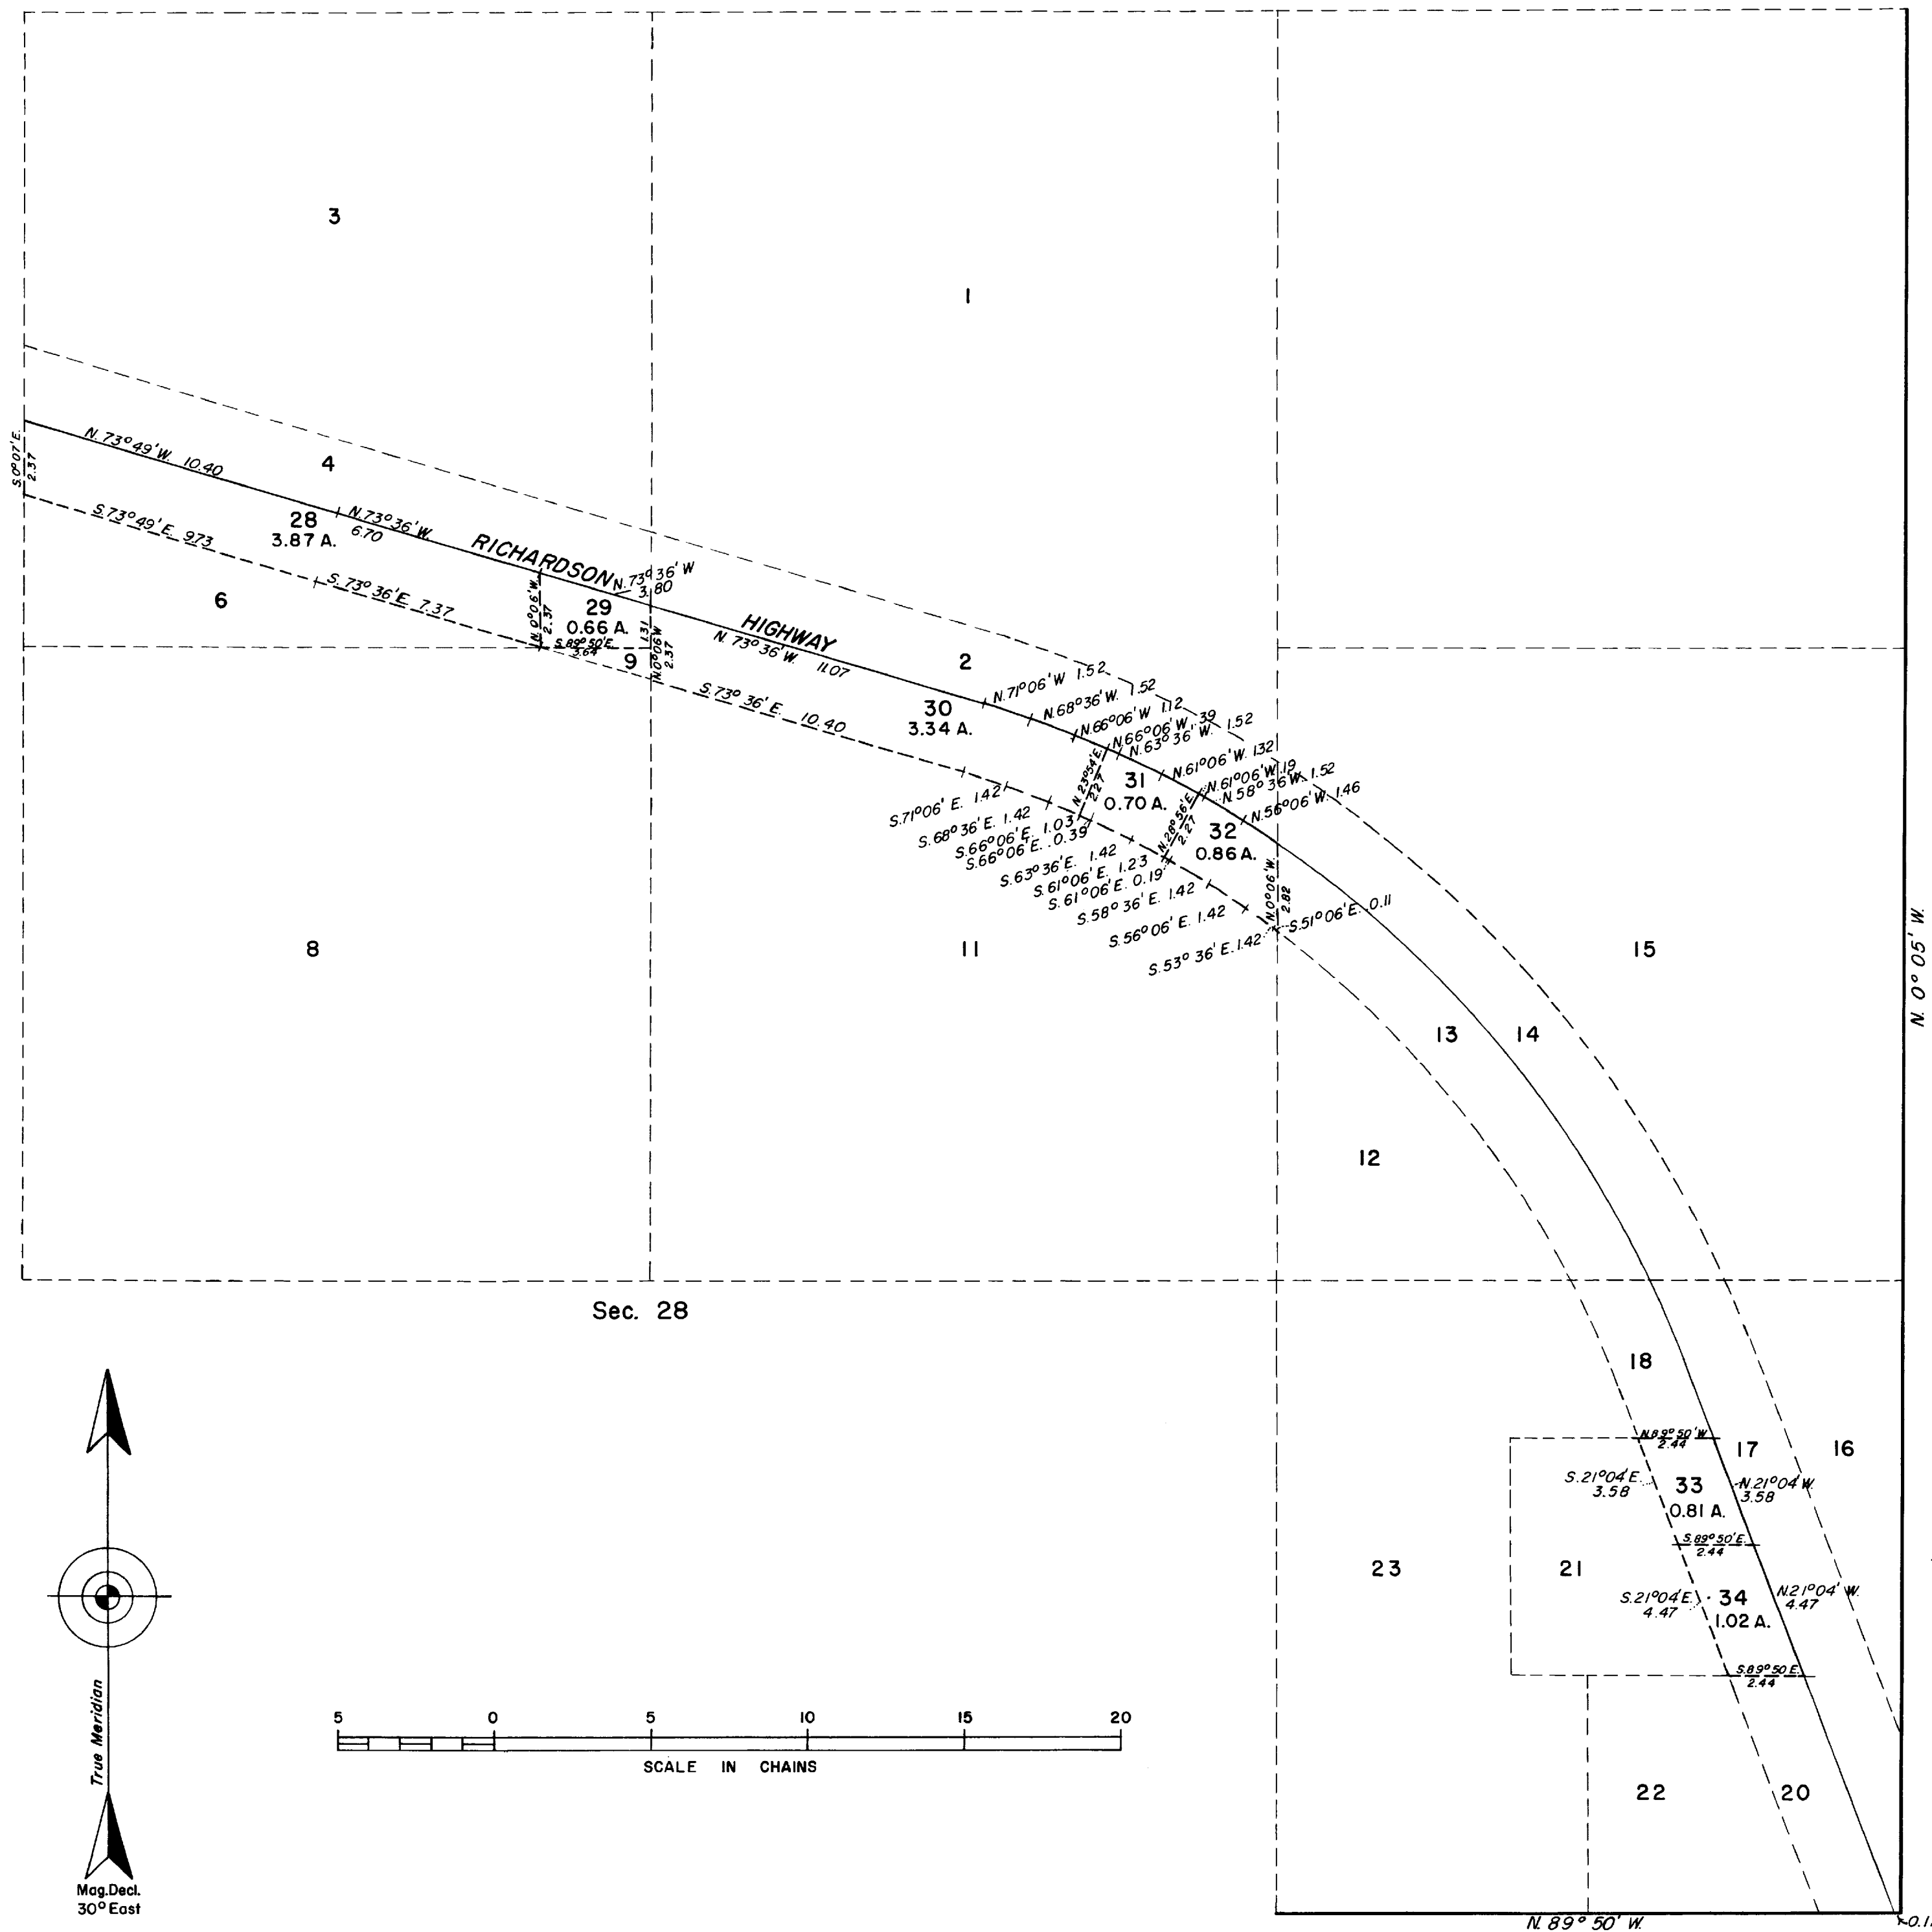 3
1
N. 73° 49' W. 10.40
4
S. 0° 07' E.
2.37
S. 73° 49' E. 9.73
28
3.87 A.
N. 73° 36' W.
6.70
RICHARDSON
N. 73° 36' W
3.80
6
S. 73° 36' E. 7.37
N. 0° 06' W.
2.37
29
0.66 A.
S. 89° 50' E.
3.64
9
1.31
N. 0° 06' W
2.37
HIGHWAY
N. 73° 36' W. 11.07
2
S. 73° 36' E. 10.40
30
3.34 A.
N. 71° 06' W 1.52
N. 68° 36' W. 1.52
N. 66° 06' W 1.12
N. 66° 06' W .39
N. 63° 36' W. 1.52
N. 61° 06' W. 1.32
N. 61° 06' W .19
N. 58° 36' W. 1.52
N. 56° 06' W. 1.46
N. 23° 54' E.
2.27
31
0.70 A.
N. 28° 56' E.
2.27
32
0.86 A.
S. 71° 06' E. 1.42
S. 68° 36' E. 1.42
S. 66° 06' E. 1.03
S. 66° 06' E. 0.39
S. 63° 36' E. 1.42
S. 61° 06' E. 1.23
S. 61° 06' E. 0.19
S. 58° 36' E. 1.42
S. 56° 06' E. 1.42
S. 53° 36' E. 1.42
N. 0° 06' W.
2.82
S. 51° 06' E. 0.11
8
11
15
N. 0° 05' W.
13
14
12
Sec. 28
18
N. 89° 50' W
2.44
17
16
S. 21° 04' E.
3.58
33
0.81 A.
N. 21° 04' W.
3.58
S. 89° 50' E.
2.44
23
21
S. 21° 04' E.
4.47
34
1.02 A.
N. 21° 04' W.
4.47
S. 89° 50' E.
2.44
True Meridian
5 0 5 10 15 20
SCALE IN CHAINS
22
20
Mag. Decl.
30° East
N. 89° 50' W.